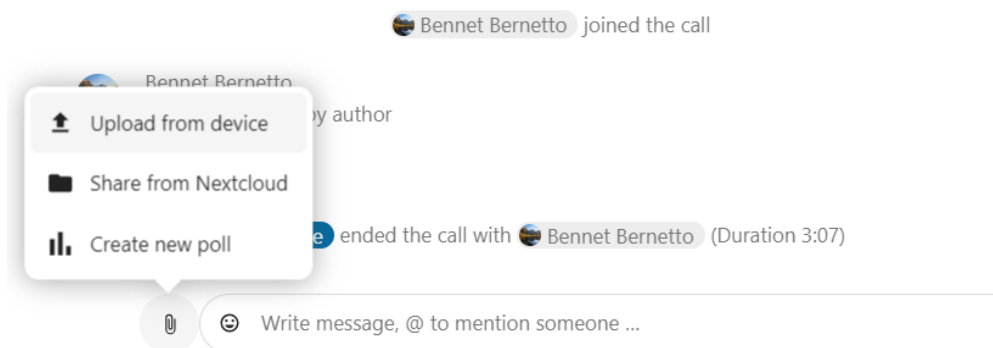 Bennet Bernetto joined the call
Bennet Bernetto
Upload from device
by author
Share from Nextcloud
Create new poll
ended the call with Bennet Bernetto (Duration 3:07)
Write message, @ to mention someone ...